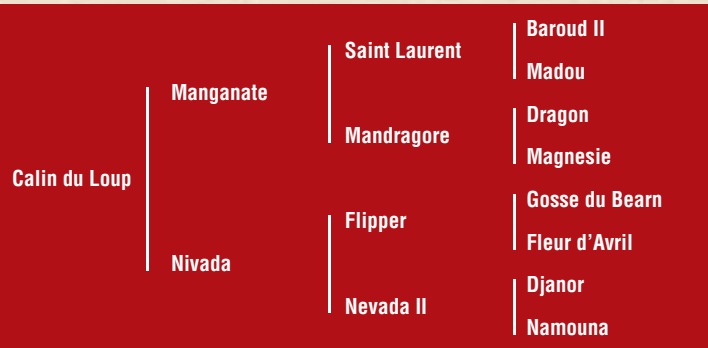 Baroud II
Saint Laurent
Madou
Manganate
Dragon
Mandragore
Magnesie
Calin du Loup
Gosse du Bearn
Flipper
Fleur d’Avril
Nivada
Djanor
Nevada II
Namouna